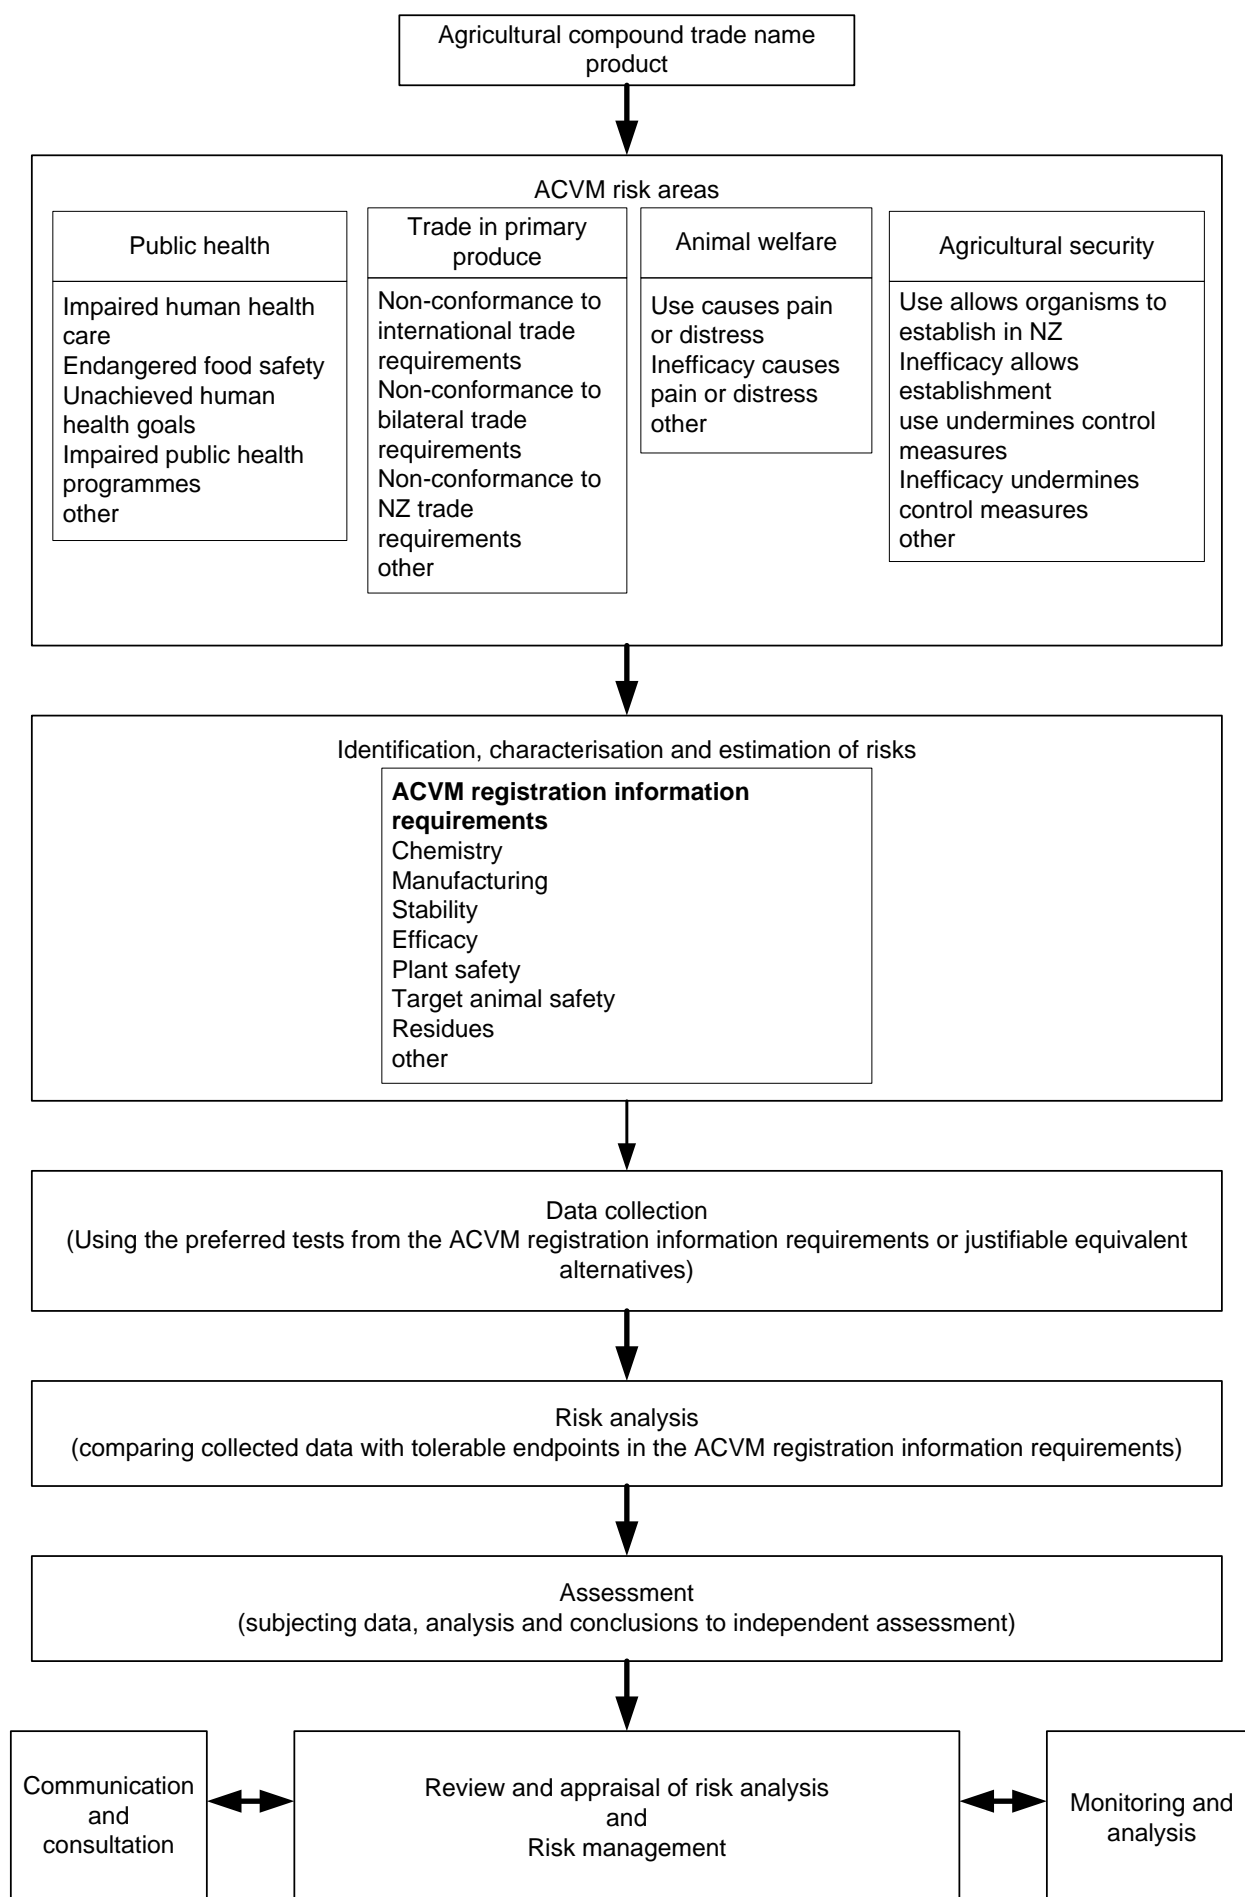 Agricultural compound trade name
product
ACVM risk areas
Public health
Impaired human health
care
Endangered food safety
Unachieved human
health goals
Impaired public health
programmes
other
Trade in primary
produce
Non-conformance to
international trade
requirements
Non-conformance to
bilateral trade
requirements
Non-conformance to
NZ trade
requirements
other
Animal welfare
Use causes pain
or distress
Inefficacy causes
pain or distress
other
Agricultural security
Use allows organisms to
establish in NZ
Inefficacy allows
establishment
use undermines control
measures
Inefficacy undermines
control measures
other
Identification, characterisation and estimation of risks
ACVM registration information
requirements
Chemistry
Manufacturing
Stability
Efficacy
Plant safety
Target animal safety
Residues
other
Data collection
(Using the preferred tests from the ACVM registration information requirements or justifiable equivalent
alternatives)
Risk analysis
(comparing collected data with tolerable endpoints in the ACVM registration information requirements)
Assessment
(subjecting data, analysis and conclusions to independent assessment)
Communication
and
consultation
Review and appraisal of risk analysis
and
Risk management
Monitoring and
analysis